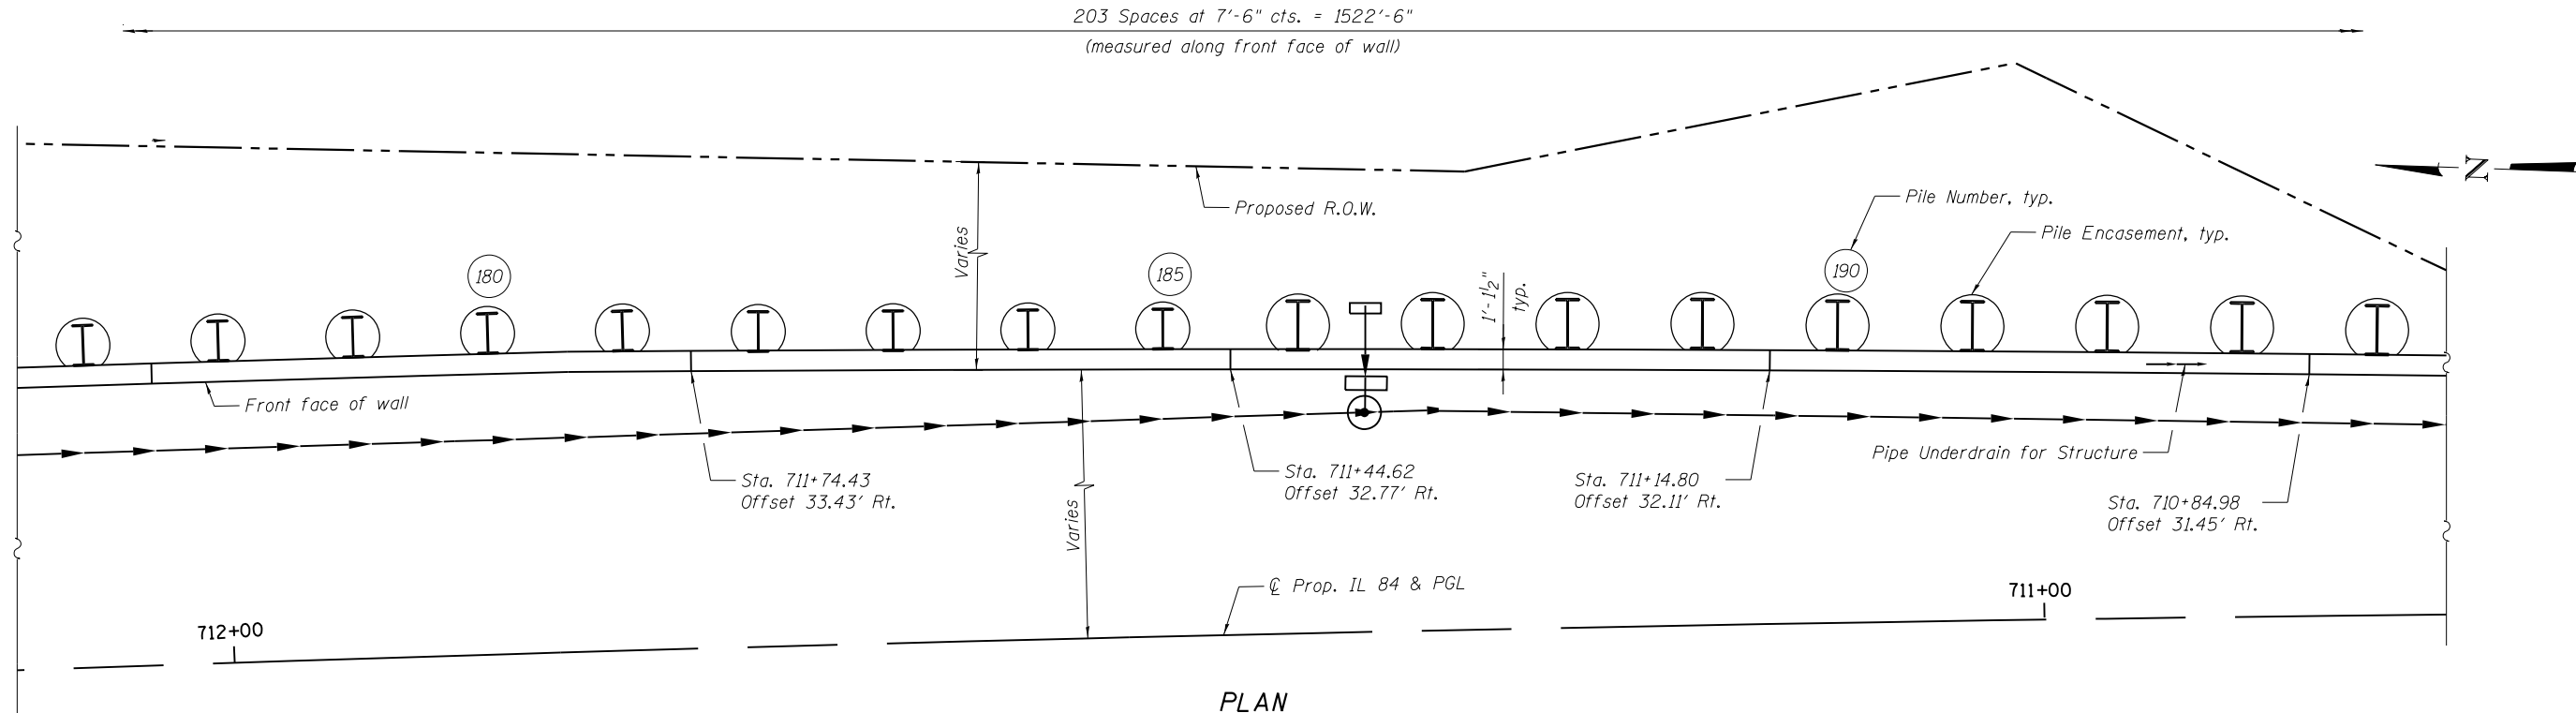 203 Spaces at 7'-6" cts. = 1522'-6"
(measured along front face of wall)
N
Proposed R.O.W.
Pile Number, typ.
Pile Encasement, typ.
Varies
180
185
190
1'-1½"
typ.
Front face of wall
Sta. 711+74.43
Offset 33.43' Rt.
Sta. 711+44.62
Offset 32.77' Rt.
Sta. 711+14.80
Offset 32.11' Rt.
Pipe Underdrain for Structure
Sta. 710+84.98
Offset 31.45' Rt.
Varies
℄ Prop. IL 84 & PGL
712+00
711+00
PLAN